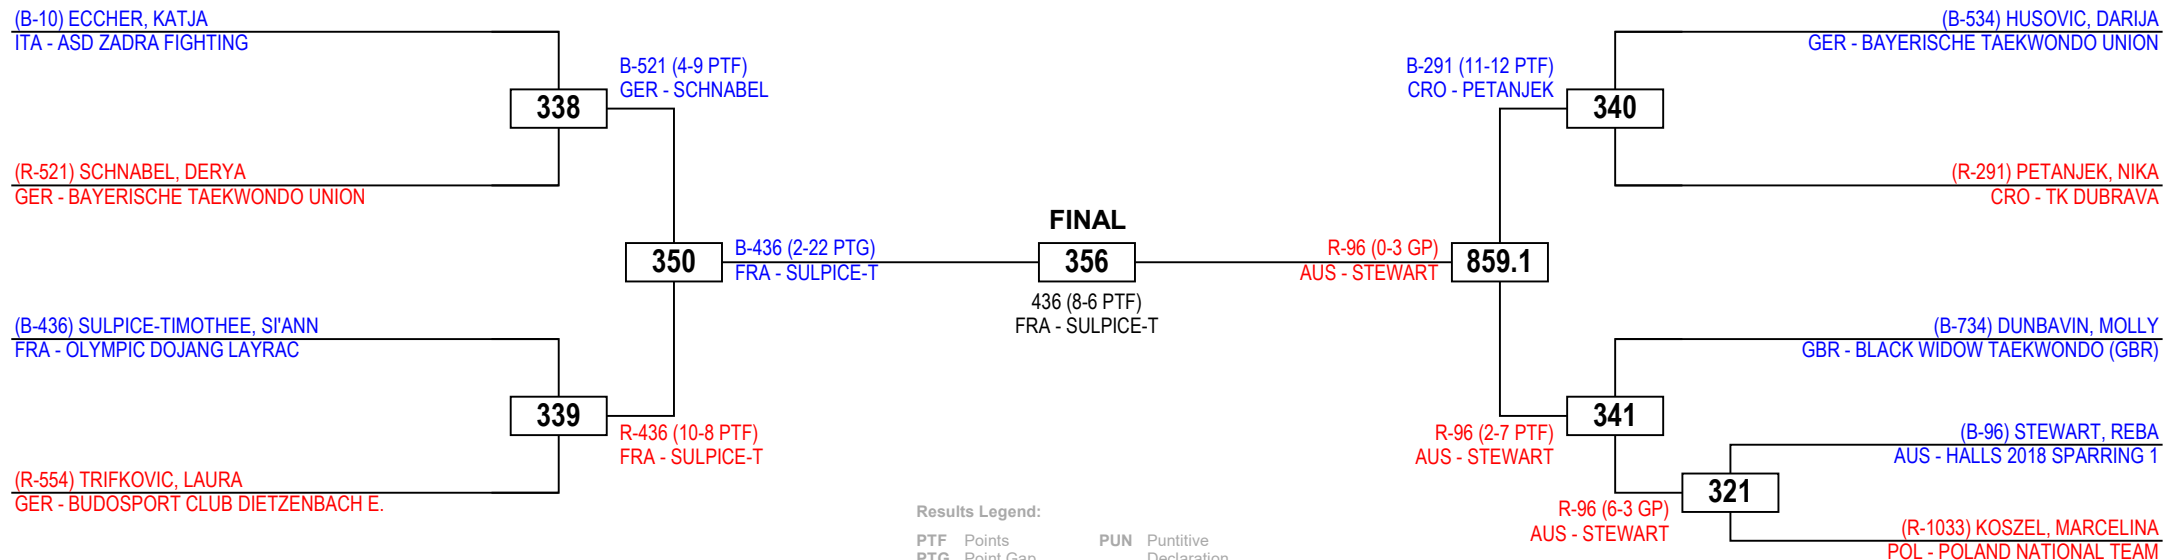 (B-10) ECCHER, KATJA
ITA - ASD ZADRA FIGHTING
338
B-521 (4-9 PTF)
GER - SCHNABEL
(R-521) SCHNABEL, DERYA
GER - BAYERISCHE TAEKWONDO UNION
350
B-436 (2-22 PTG)
FRA - SULPICE-T
(B-436) SULPICE-TIMOTHEE, SI'ANN
FRA - OLYMPIC DOJANG LAYRAC
339
R-436 (10-8 PTF)
FRA - SULPICE-T
(R-554) TRIFKOVIC, LAURA
GER - BUDOSPORT CLUB DIETZENBACH E.
FINAL
356
436 (8-6 PTF)
FRA - SULPICE-T
(B-534) HUSOVIC, DARIJA
GER - BAYERISCHE TAEKWONDO UNION
B-291 (11-12 PTF)
CRO - PETANJEK
340
(R-291) PETANJEK, NIKA
CRO - TK DUBRAVA
R-96 (0-3 GP)
AUS - STEWART
859.1
(B-734) DUNBAVIN, MOLLY
GBR - BLACK WIDOW TAEKWONDO (GBR)
341
R-96 (2-7 PTF)
AUS - STEWART
(B-96) STEWART, REBA
AUS - HALLS 2018 SPARRING 1
321
R-96 (6-3 GP)
AUS - STEWART
(R-1033) KOSZEL, MARCELINA
POL - POLAND NATIONAL TEAM
Results Legend:
PTF Points PUN Puntitive
PTG Point Gap Declaration